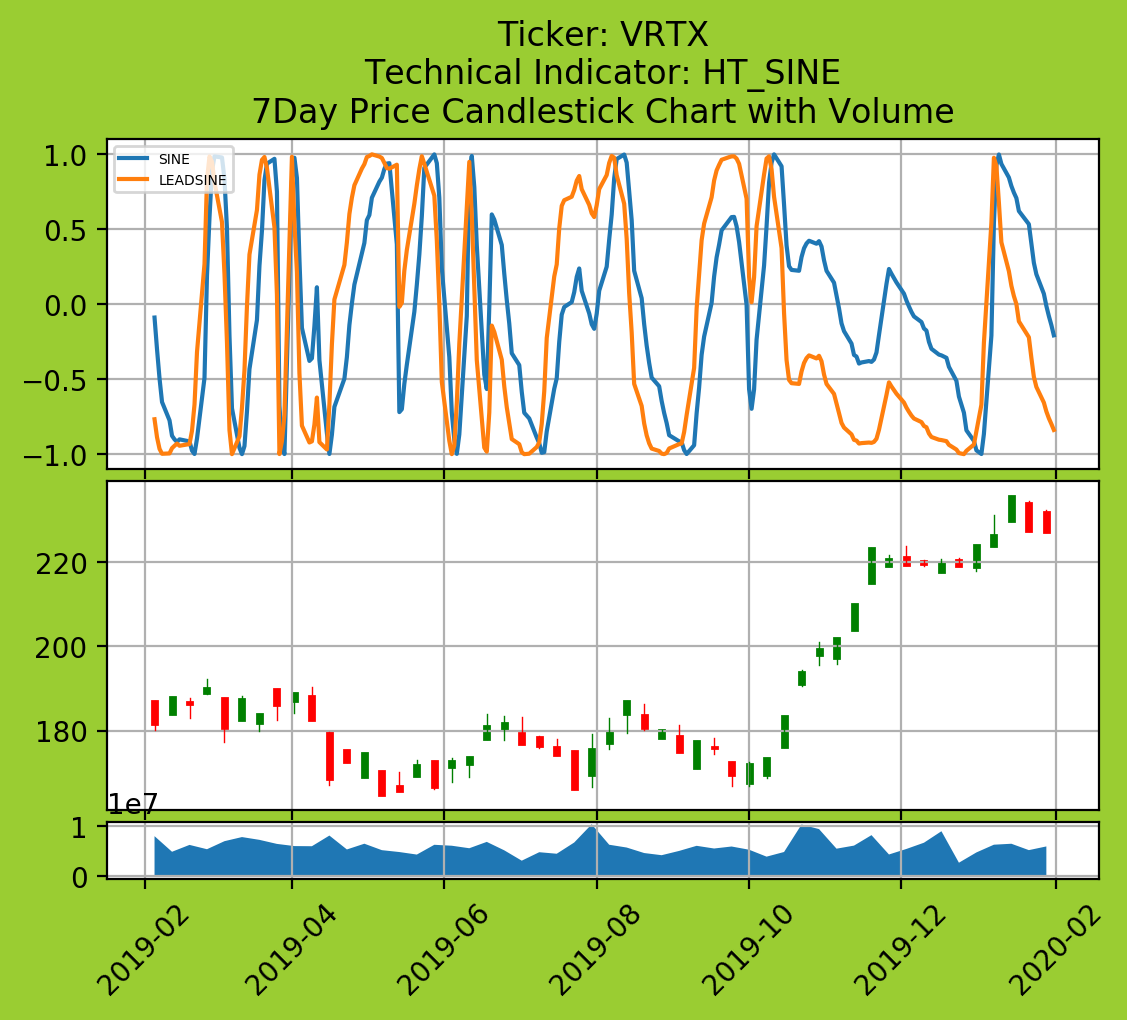 Ticker: VRTX
Technical Indicator: HT_SINE
7Day Price Candlestick Chart with Volume
SINE
LEADSINE
1.0
0.5
0.0
−0.5
−1.0
220
200
180
1e7
1
0
2019-02
2019-04
2019-06
2019-08
2019-10
2019-12
2020-02